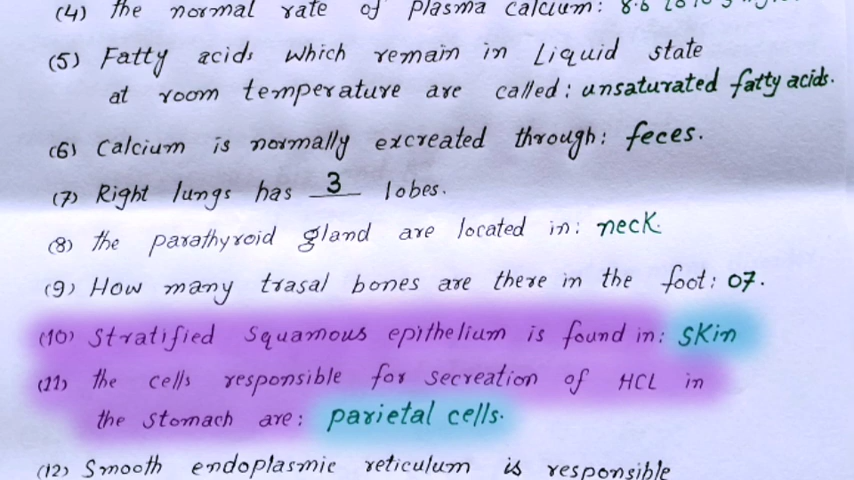 (4) the normal rate of plasma calcium: 8.6 to
(5) Fatty acids which remain in Liquid state
at room temperature are called: unsaturated fatty acids.
(6) Calcium is normally excreated through: feces.
(7) Right lungs has 3 lobes.
(8) the parathyroid gland are located in: neck.
(9) How many trasal bones are there in the foot: 07.
(10) Stratified Squamous epithelium is found in: skin
(11) the cells responsible for secreation of HCL in
the stomach are: parietal cells.
(12) Smooth endoplasmic reticulum is responsible